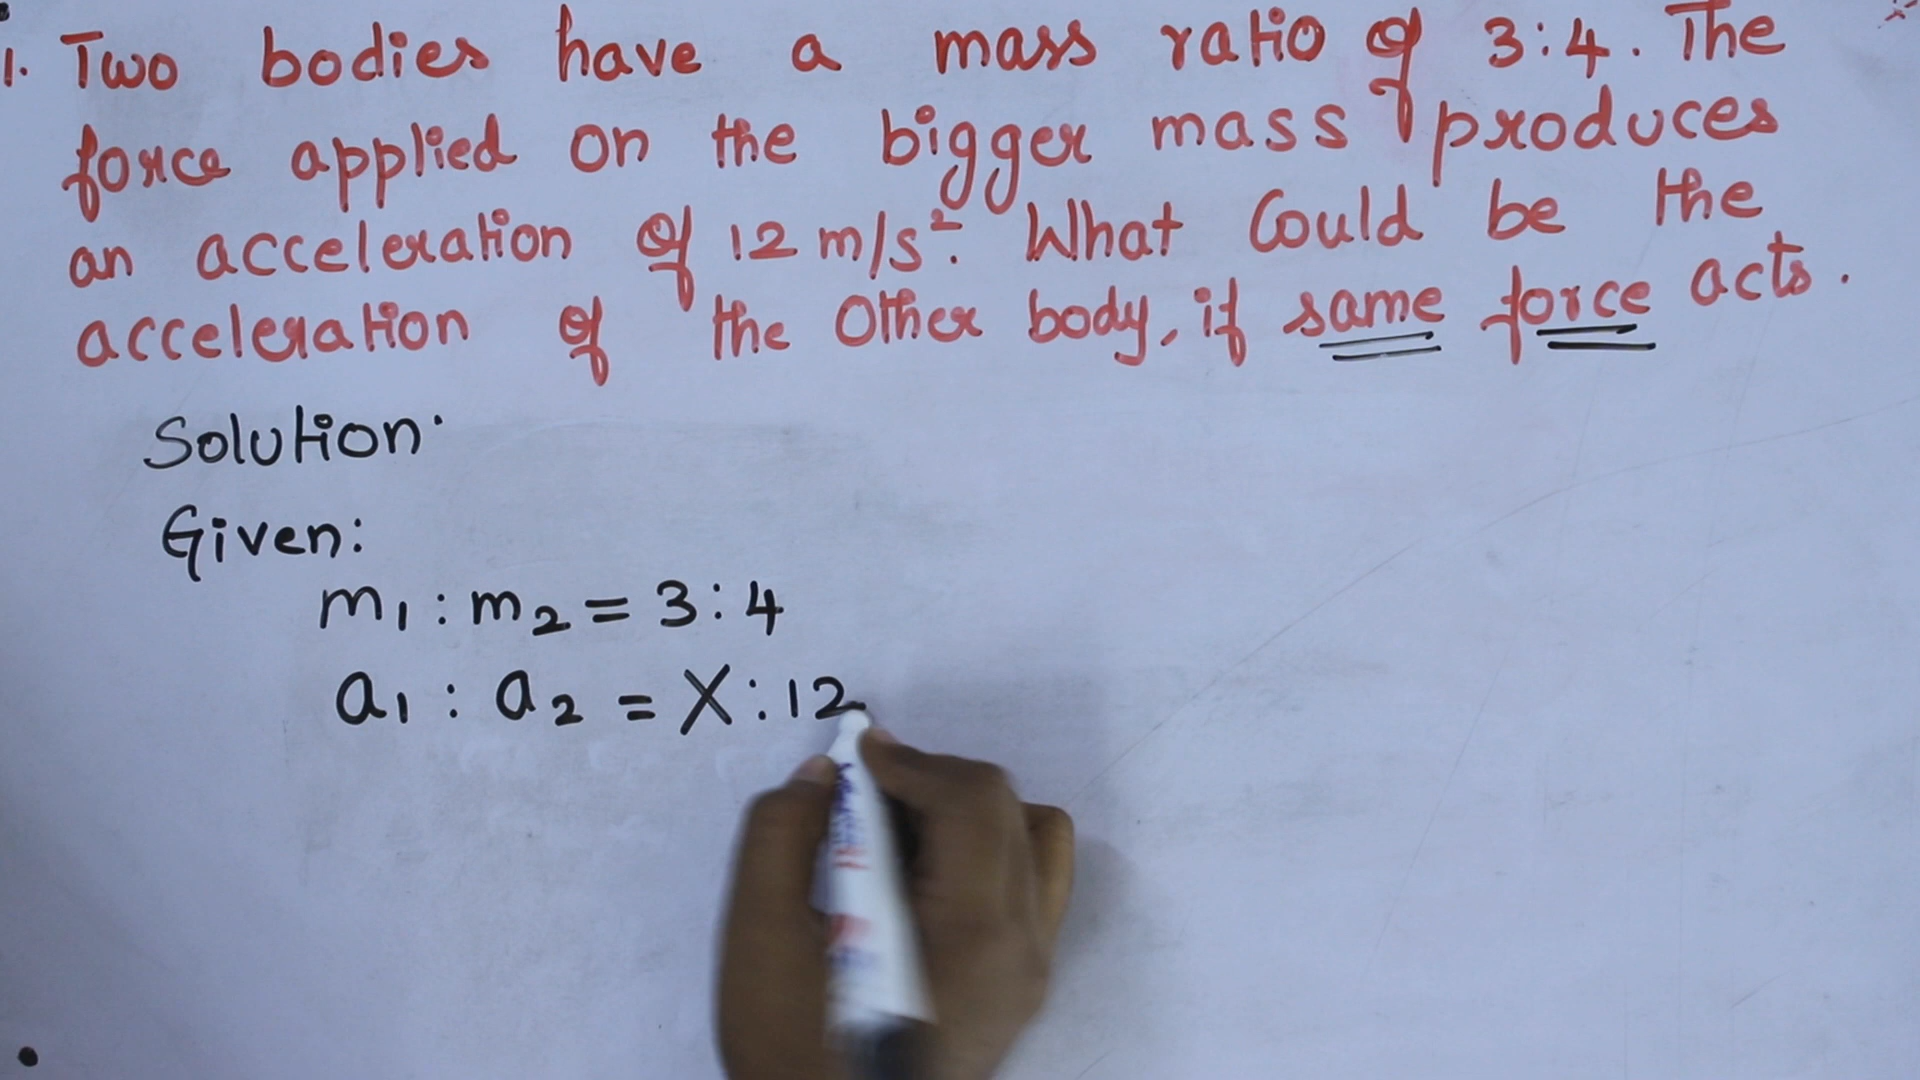 1. Two bodies have a mass ratio of 3:4. The
force applied on the bigger mass produces
an acceleration of 12 m/s². What Could be the
acceleration of the Other body, if same force acts.
Solution:
Given:
m₁ : m₂ = 3 : 4
a₁ : a₂ = X : 12